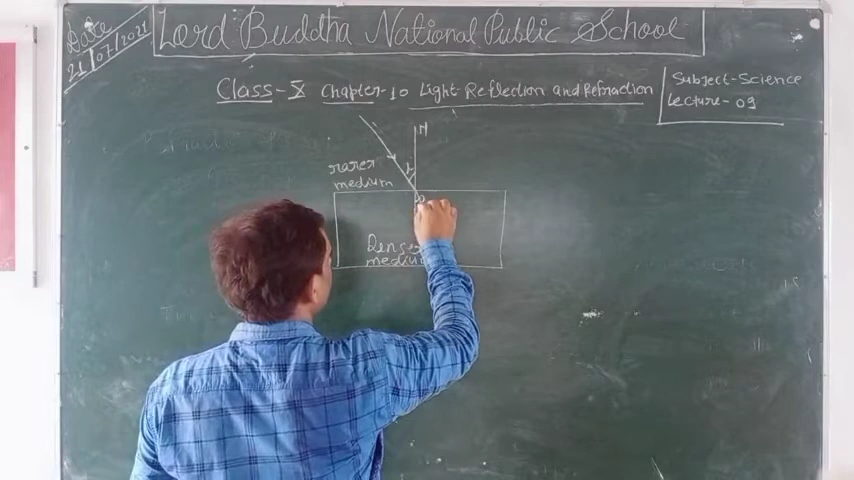 Date
21/07/2021
Lord Buddha National Public School
Class-X Chapter-10 Light-Reflection and Refraction
Subject-Science
Lecture-09
N
i
rarer
medium
Denser
medium